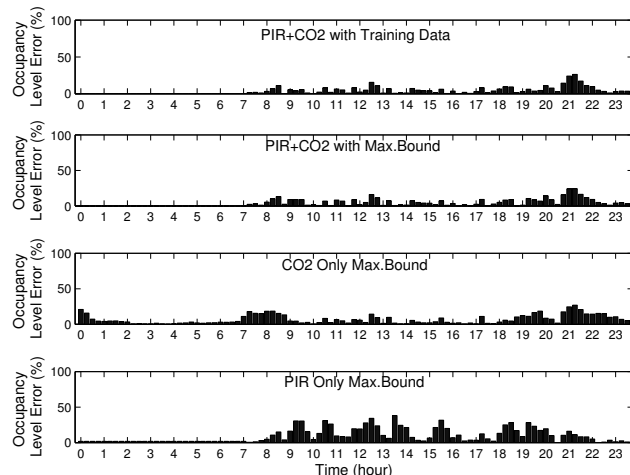 PIR+CO2 with Training Data
Occupancy
Level Error (%)
100
50
0
0 1 2 3 4 5 6 7 8 9 10 11 12 13 14 15 16 17 18 19 20 21 22 23
PIR+CO2 with Max.Bound
Occupancy
Level Error (%)
100
50
0
0 1 2 3 4 5 6 7 8 9 10 11 12 13 14 15 16 17 18 19 20 21 22 23
CO2 Only Max.Bound
Occupancy
Level Error (%)
100
50
0
0 1 2 3 4 5 6 7 8 9 10 11 12 13 14 15 16 17 18 19 20 21 22 23
PIR Only Max.Bound
Occupancy
Level Error (%)
100
50
0
0 1 2 3 4 5 6 7 8 9 10 11 12 13 14 15 16 17 18 19 20 21 22 23
Time (hour)